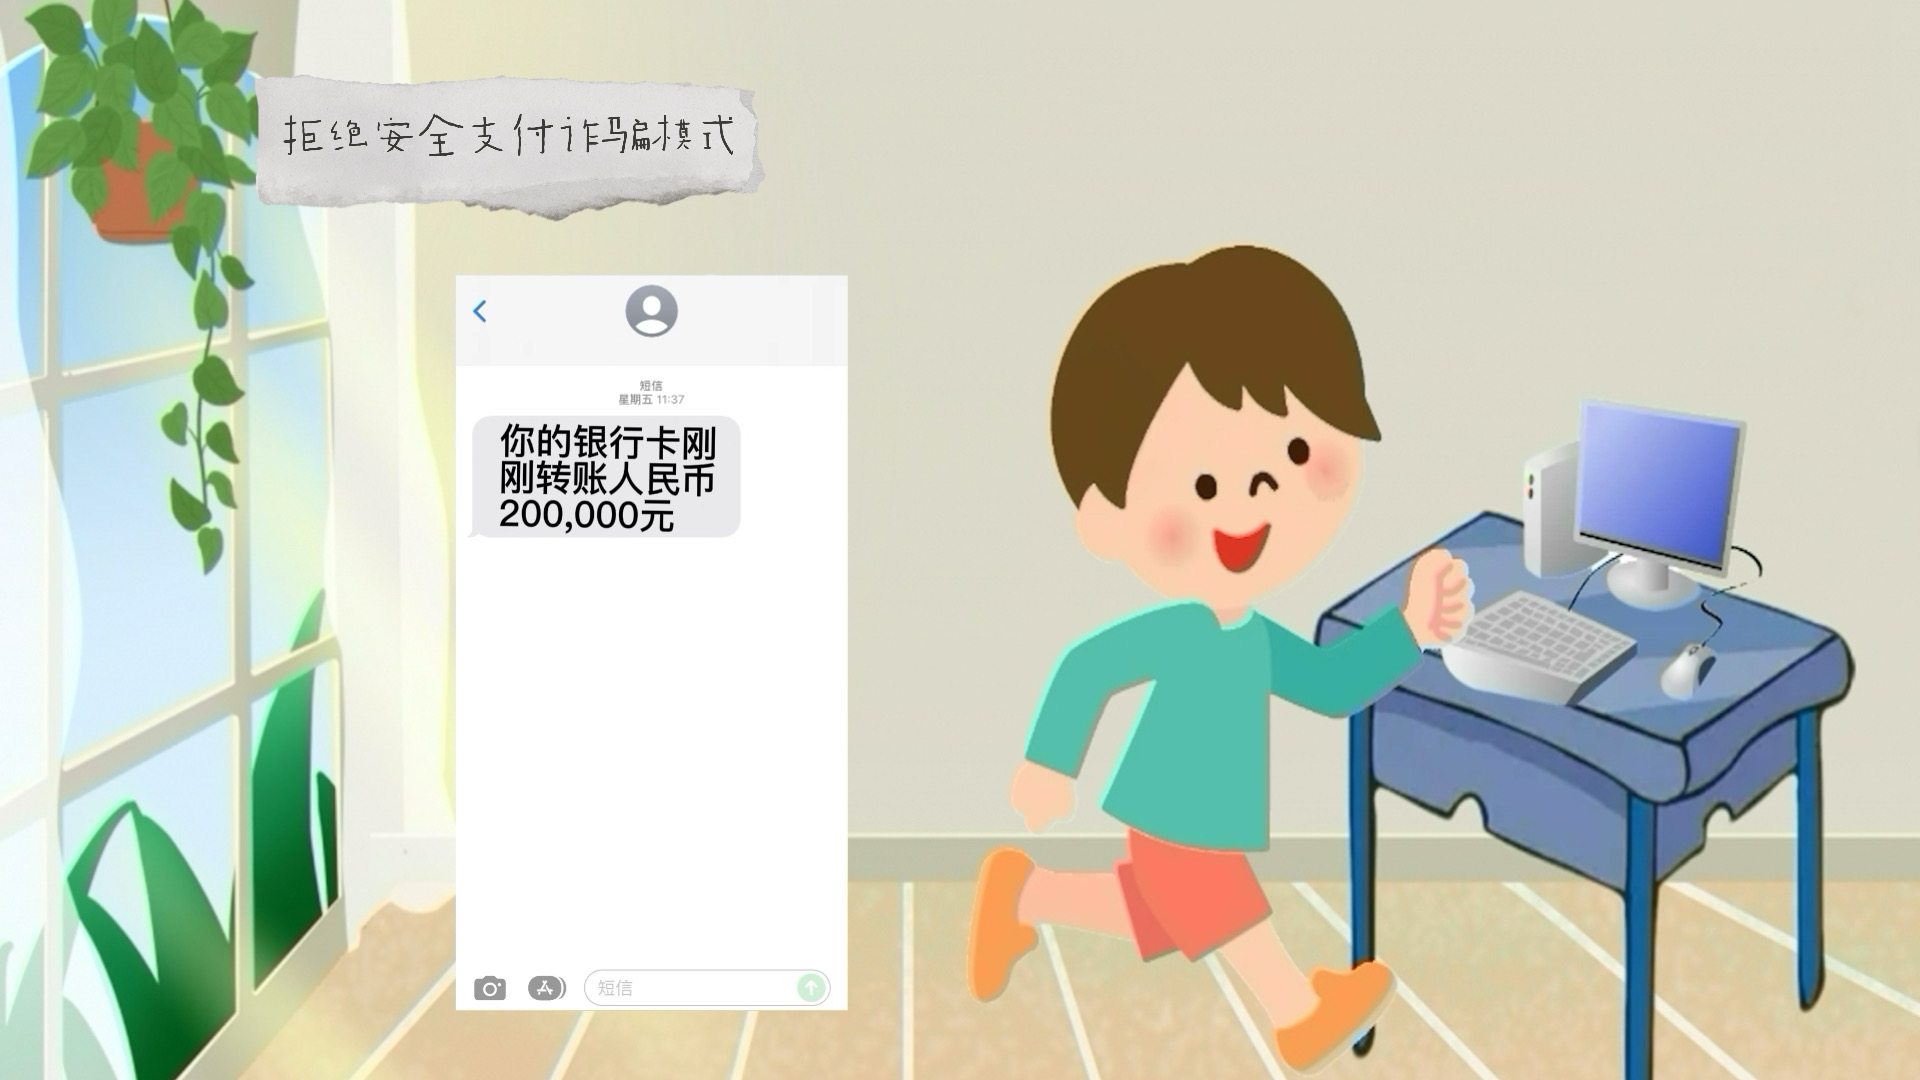 拒绝安全支付诈骗模式
短信
星期五 11:37
你的银行卡刚
刚转账人民币
200,000元
短信